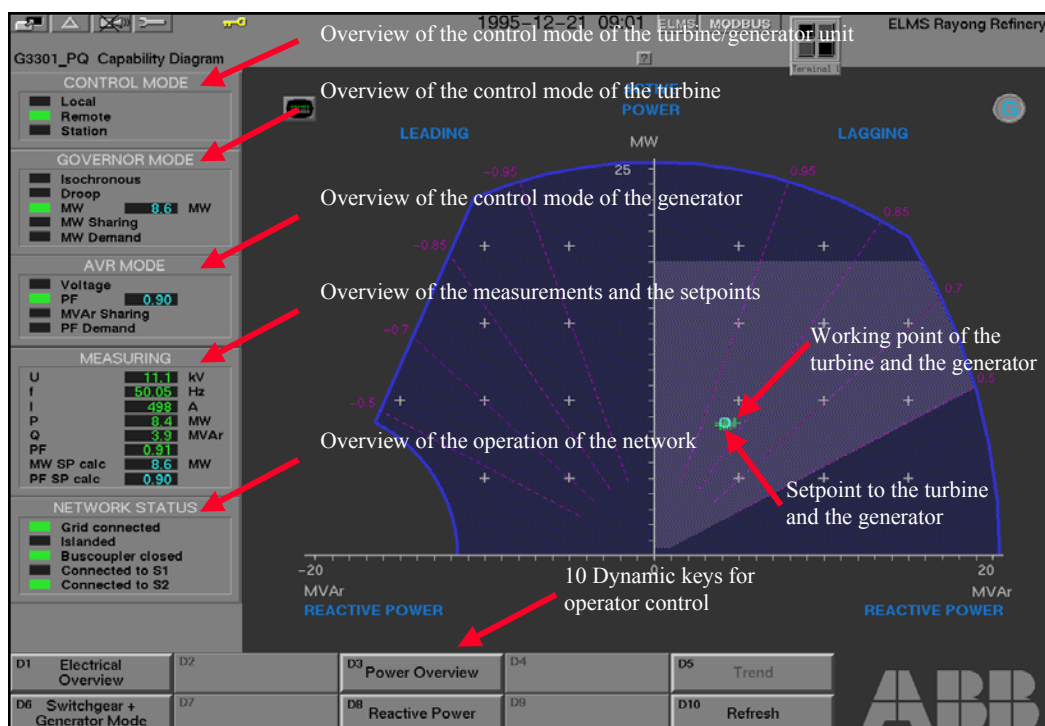 1995-12-21 09:01 ELMS MODBUS ELMS Rayong Refinery
Overview of the control mode of the turbine/generator unit
G3301_PQ Capability Diagram
?
Terminal
CONTROL MODE
Local
Remote
Station
Overview of the control mode of the turbine
ACTIVE
POWER
G
LEADING
LAGGING
MW
25
GOVERNOR MODE
Isochronous
Droop
MW 8.6 MW
MW Sharing
MW Demand
Overview of the control mode of the generator
-0.95
0.95
-0.85
0.85
AVR MODE
Voltage
PF 0.90
MVAr Sharing
PF Demand
Overview of the measurements and the setpoints
-0.7
0.7
MEASURING
U 11.1 kV
f 50.05 Hz
I 498 A
P 8.4 MW
Q 3.9 MVAr
PF 0.91
MW SP calc 8.6 MW
PF SP calc 0.90
Working point of the
turbine and the generator
-0.5
0.5
Overview of the operation of the network
Setpoint to the turbine
and the generator
NETWORK STATUS
Grid connected
Islanded
Buscoupler closed
Connected to S1
Connected to S2
-20
0
20
MVAr
MVAr
REACTIVE POWER
REACTIVE POWER
10 Dynamic keys for
operator control
D1 Electrical
Overview
D2
D3 Power Overview
D4
D5 Trend
D6 Switchgear +
Generator Mode
D7
D8 Reactive Power
D9
D10 Refresh
ABB